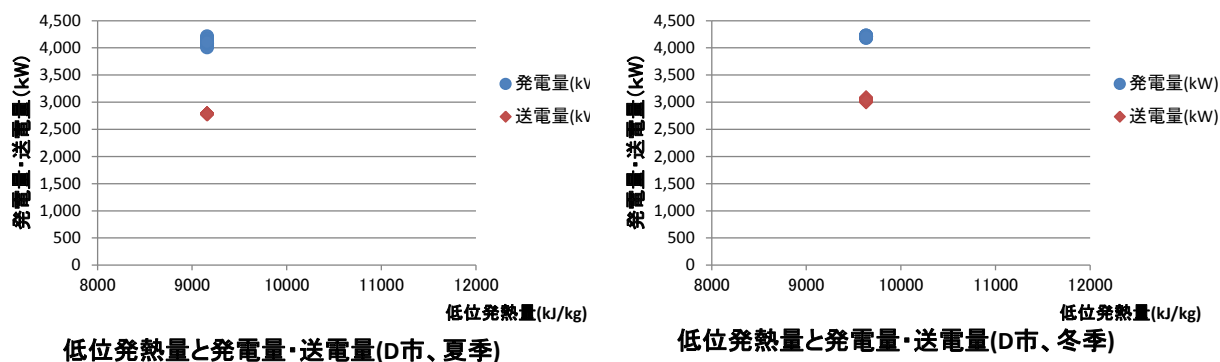 発電量・送電量(kW)
4,500
4,000
3,500
3,000
2,500
2,000
1,500
1,000
500
0
8000 9000 10000 11000 12000
低位発熱量(kJ/kg)
発電量(kW
送電量(kW
低位発熱量と発電量・送電量(D市、夏季)
発電量・送電量(kW)
4,500
4,000
3,500
3,000
2,500
2,000
1,500
1,000
500
0
8000 9000 10000 11000 12000
低位発熱量(kJ/kg)
発電量(kW)
送電量(kW)
低位発熱量と発電量・送電量(D市、冬季)